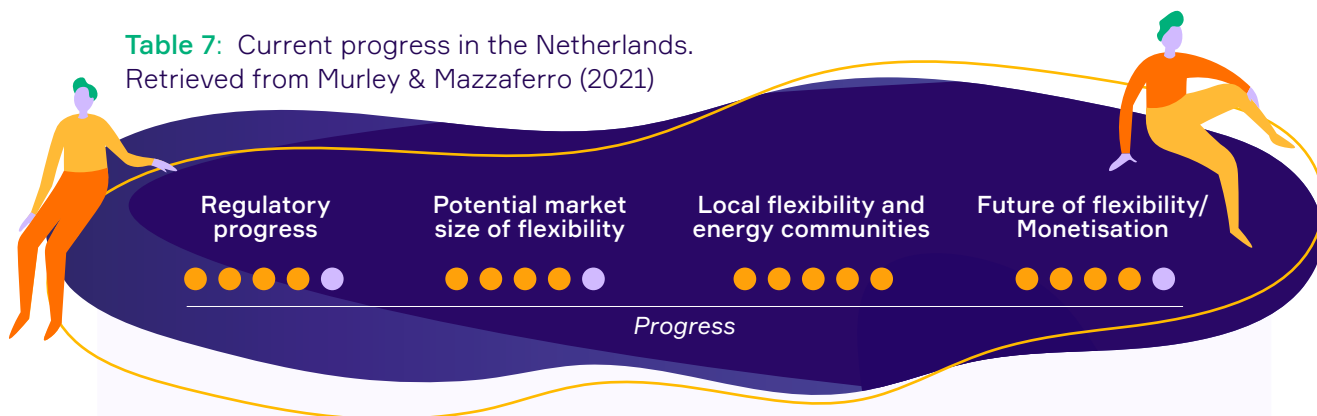 Table 7: Current progress in the Netherlands.
Retrieved from Murley & Mazzaferro (2021)
Regulatory
progress
Potential market
size of flexibility
Local flexibility and
energy communities
Future of flexibility/
Monetisation
Progress